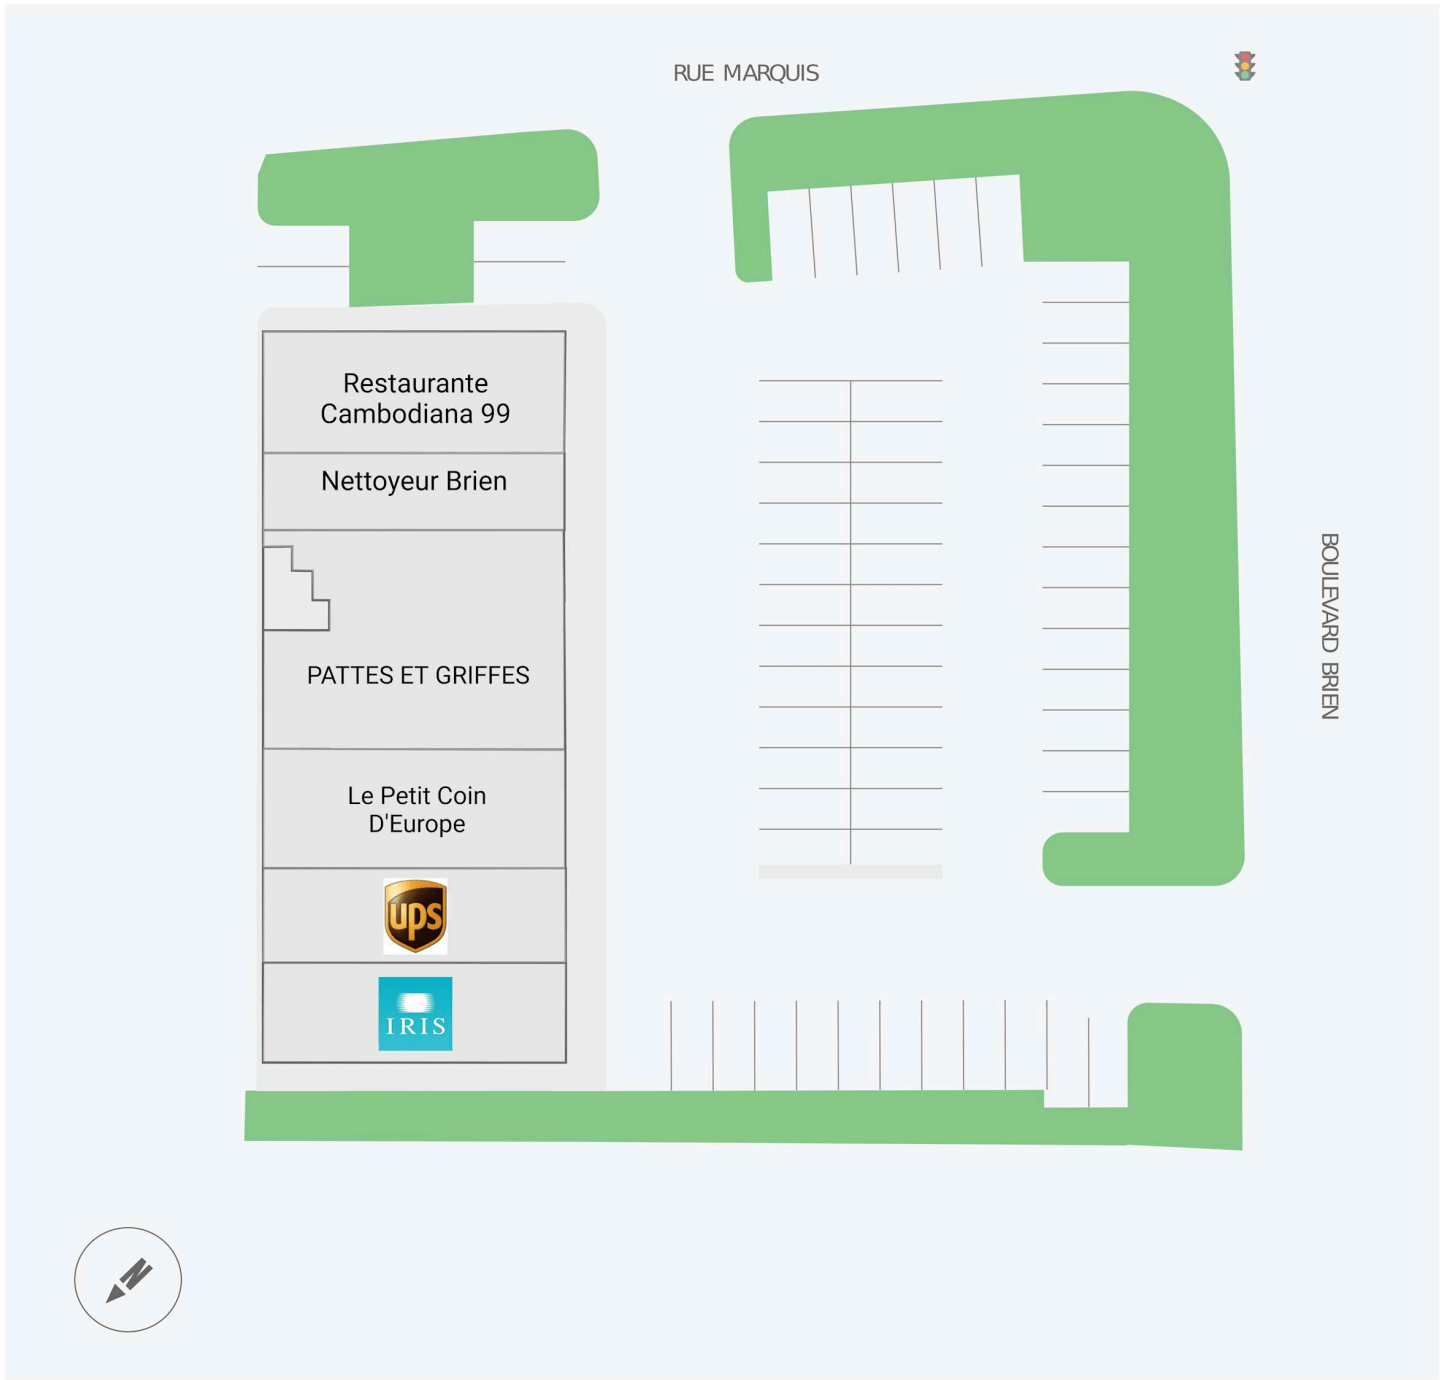 RUE MARQUIS
Restaurante
Cambodiana 99
Nettoyeur Brien
PATTES ET GRIFFES
Le Petit Coin
D'Europe
ups
IRIS
BOULEVARD BRIEN
N